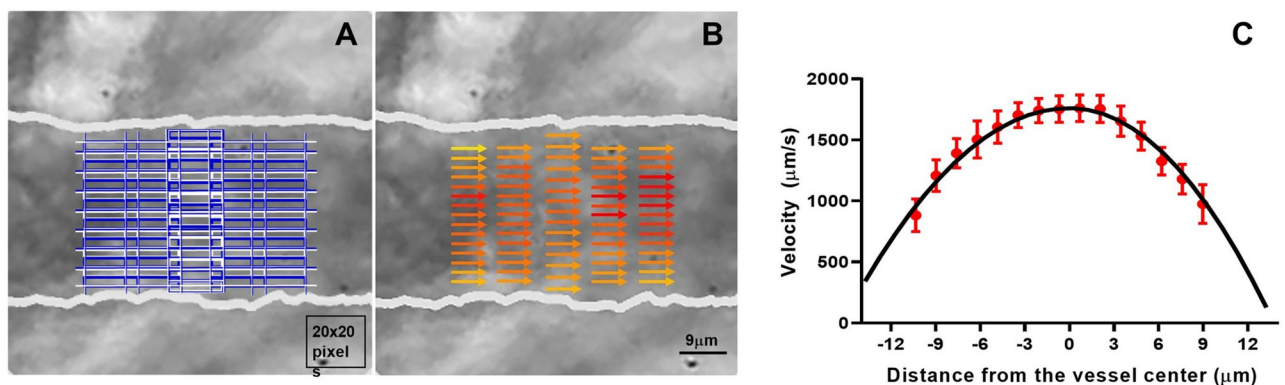 A
B
C
20x20
pixel
s
9µm
Velocity (µm/s)
2000
1500
1000
500
0
-12 -9 -6 -3 0 3 6 9 12
Distance from the vessel center (µm)